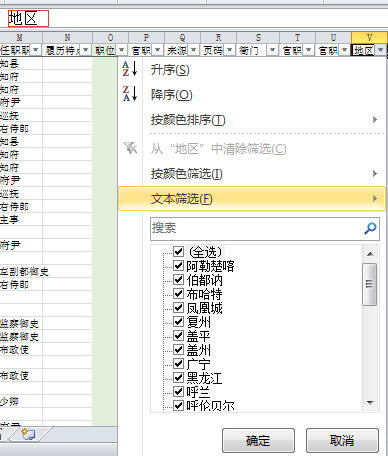 地区
M N O P Q R S T U V
任职耶 履历特点 职位 官职 来源 页码 衙门 官职 官职 地区
知县
知府
府尹
巡抚
右侍郎
知县
知府
知府
府尹
巡抚
右侍郎
主事
府尹
左副都御史
右侍郎
监察御史
监察御史
布政使
布政使
少卿
府尹
升序(S)
降序(O)
按颜色排序(T)
从“地区”中清除筛选(C)
按颜色筛选(I)
文本筛选(F)
搜索
(全选)
阿勒楚喀
伯都讷
布哈特
凤凰城
复州
盖平
盖州
广宁
黑龙江
呼兰
呼伦贝尔
确定 取消